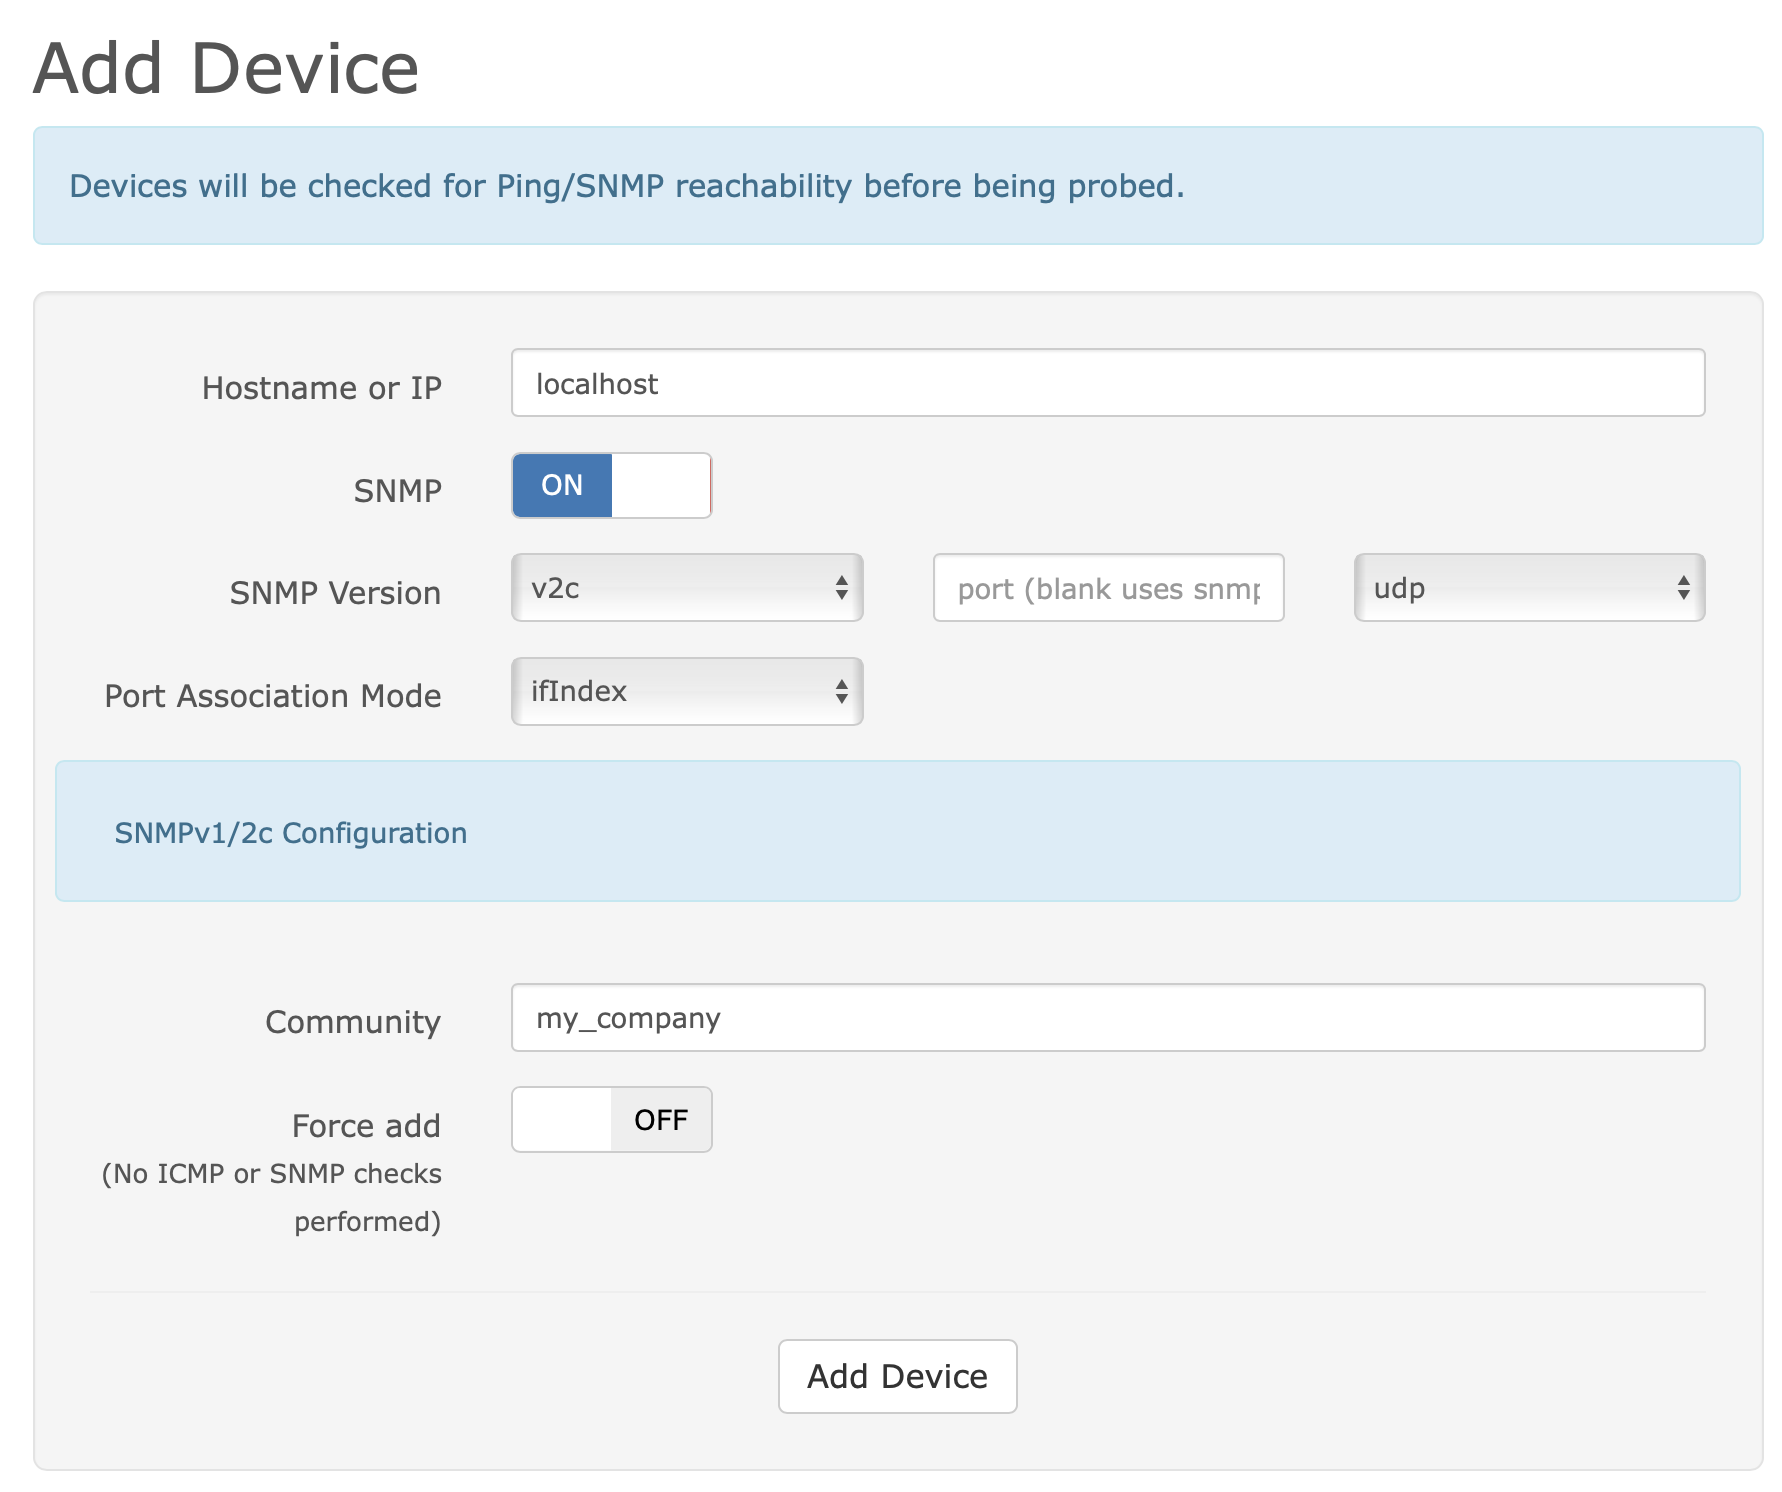 Add Device
Devices will be checked for Ping/SNMP reachability before being probed.
Hostname or IP
localhost
SNMP
ON
SNMP Version
v2c
port (blank uses snmp
udp
Port Association Mode
ifIndex
SNMPv1/2c Configuration
Community
my_company
Force add
OFF
(No ICMP or SNMP checks
performed)
Add Device